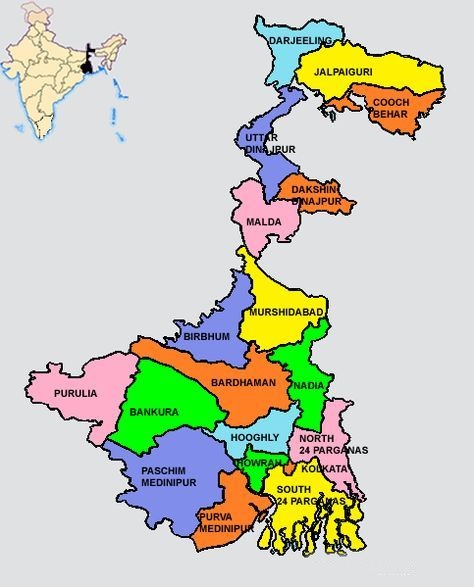 DARJEELING
JALPAIGURI
COOCH
BEHAR
UTTAR
DINAJPUR
DAKSHIN
DINAJPUR
MALDA
MURSHIDABAD
BIRBHUM
BARDHAMAN
NADIA
PURULIA
BANKURA
HOOGHLY
NORTH
24 PARGANAS
HOWRAH
KOLKATA
PASCHIM
MEDINIPUR
SOUTH
24 PARGANAS
PURVA
MEDINIPUR